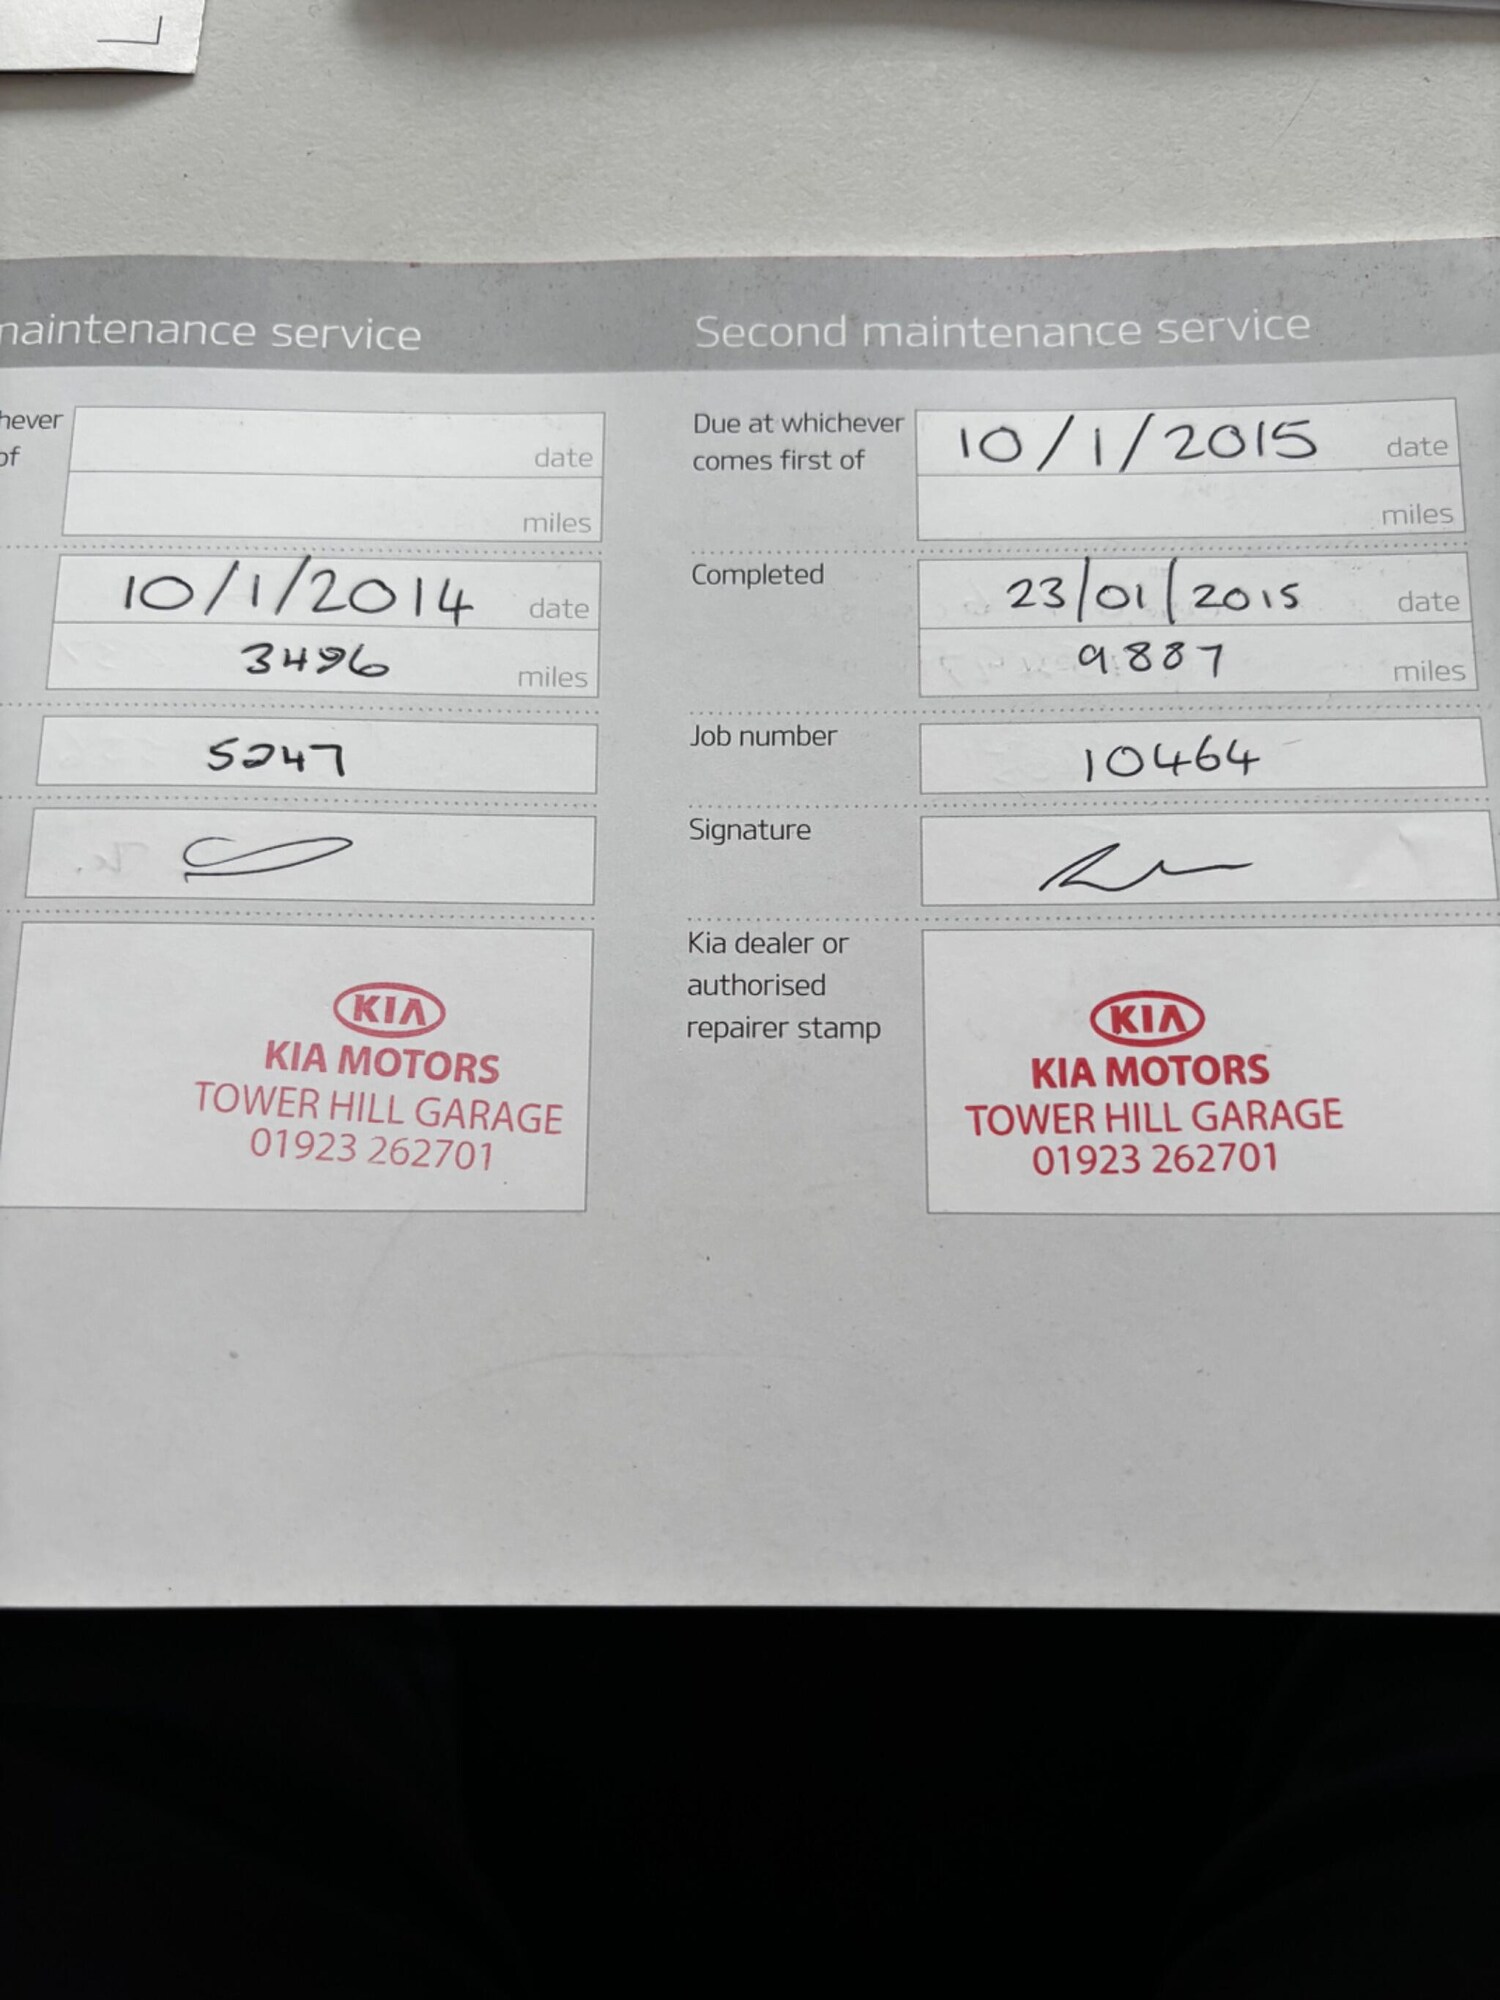 maintenance service
hever
of
date
miles
10/1/2014 date
3496 miles
5247
KIA
KIA MOTORS
TOWER HILL GARAGE
01923 262701
Second maintenance service
Due at whichever
comes first of
10/1/2015 date
miles
Completed
23/01/2015 date
9887 miles
Job number
10464
Signature
Kia dealer or
authorised
repairer stamp
KIA
KIA MOTORS
TOWER HILL GARAGE
01923 262701